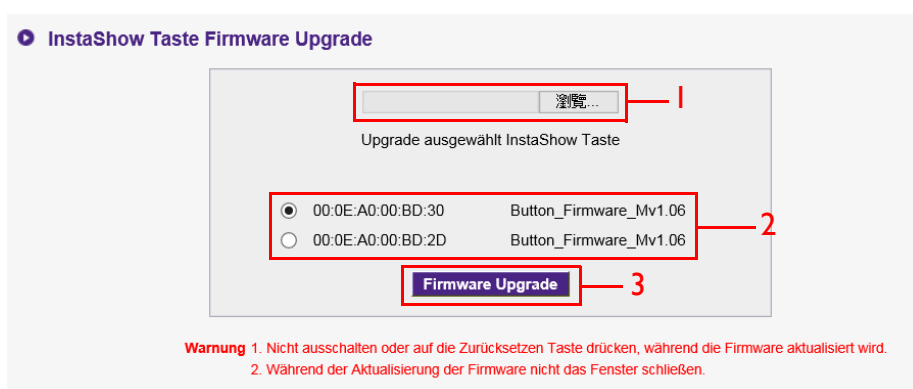 InstaShow Taste Firmware Upgrade
瀏覽... 1
Upgrade ausgewählt InstaShow Taste
00:0E:A0:00:BD:30 Button_Firmware_Mv1.06
2
00:0E:A0:00:BD:2D Button_Firmware_Mv1.06
Firmware Upgrade 3
Warnung 1. Nicht ausschalten oder auf die Zurücksetzen Taste drücken, während die Firmware aktualisiert wird.
2. Während der Aktualisierung der Firmware nicht das Fenster schließen.